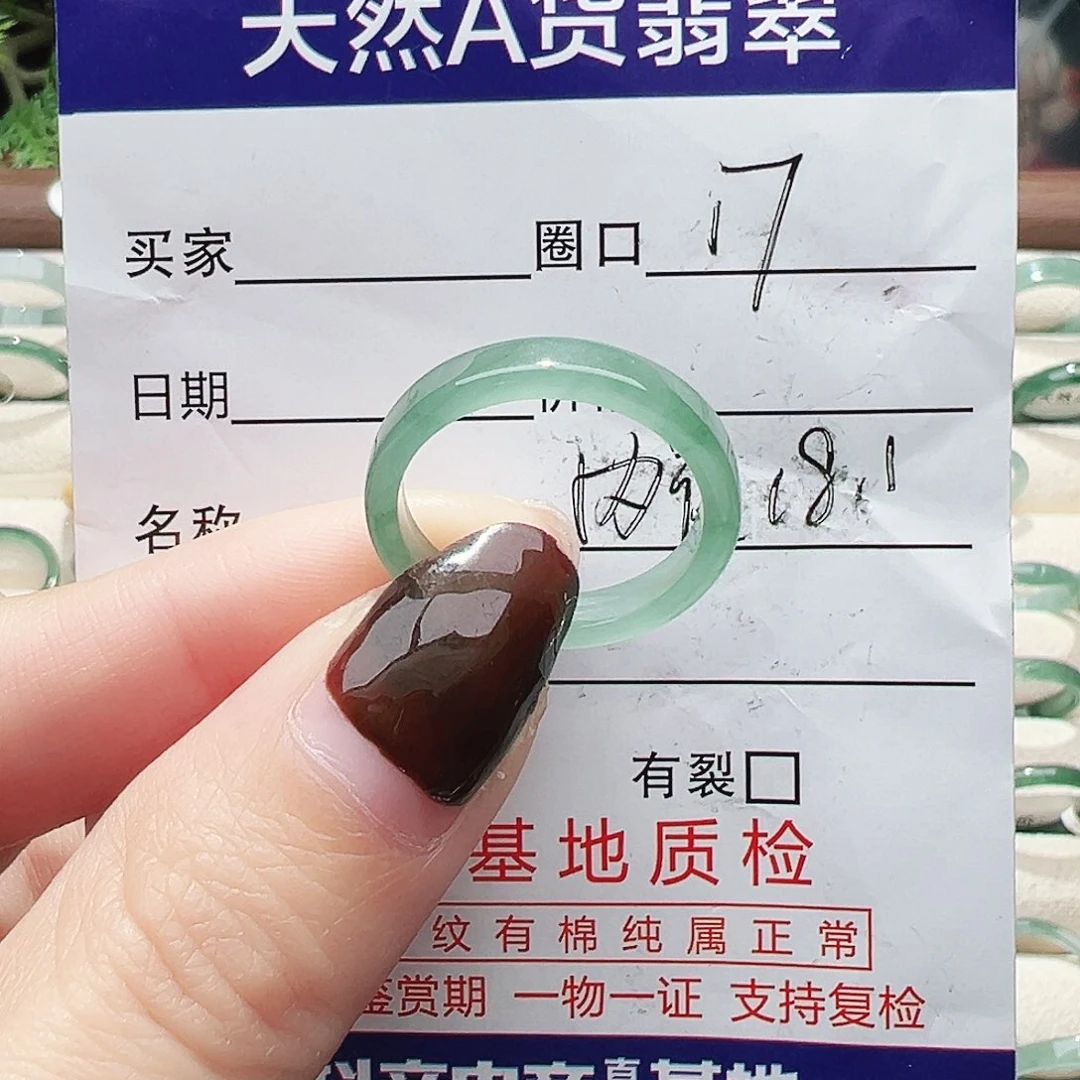 天然A货翡翠
买家 圈口 17
日期
内径 18.1
名称
有裂□
基地质检
纹有棉纯属正常
鉴赏期 一物一证 支持复检